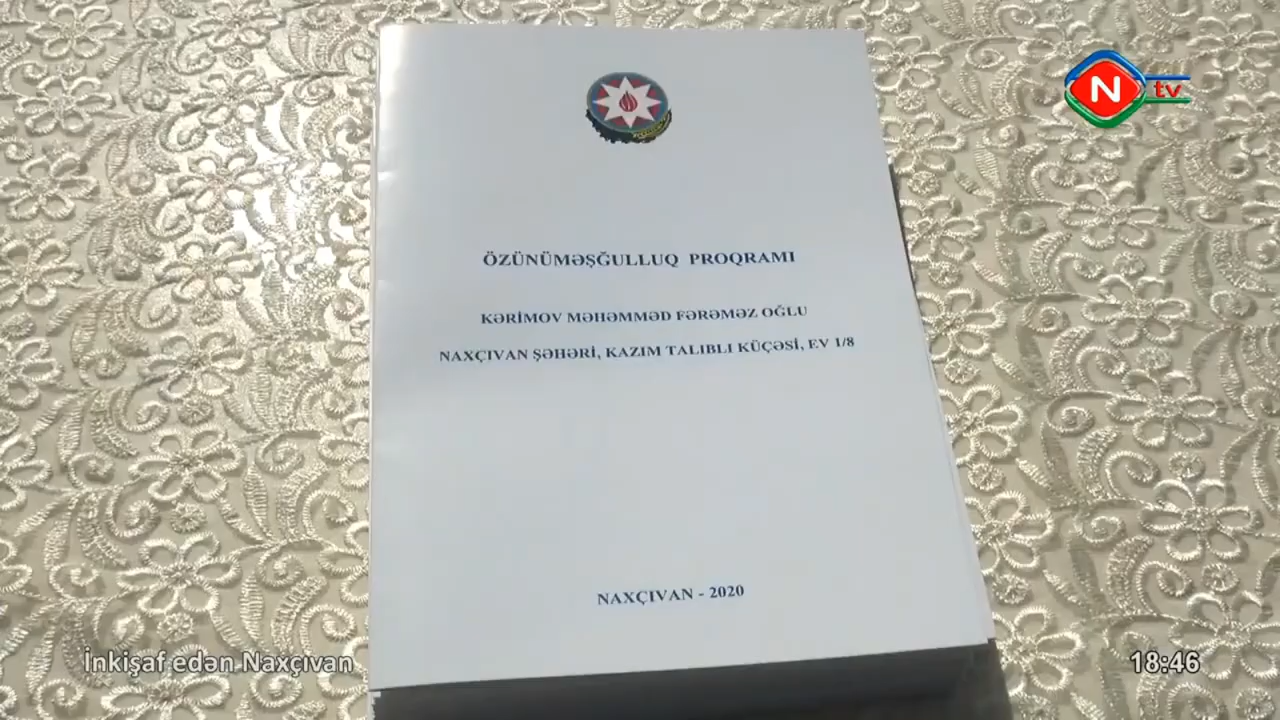 N tv
ÖZÜNÜMƏŞĞULLUQ PROQRAMI
KƏRİMOV MƏHƏMMƏD FƏRƏMƏZ OĞLU
NAXÇIVAN ŞƏHƏRİ, KAZIM TALIBLI KÜÇƏSİ, EV 1/8
NAXÇIVAN - 2020
İnkişaf edən Naxçıvan
18:46